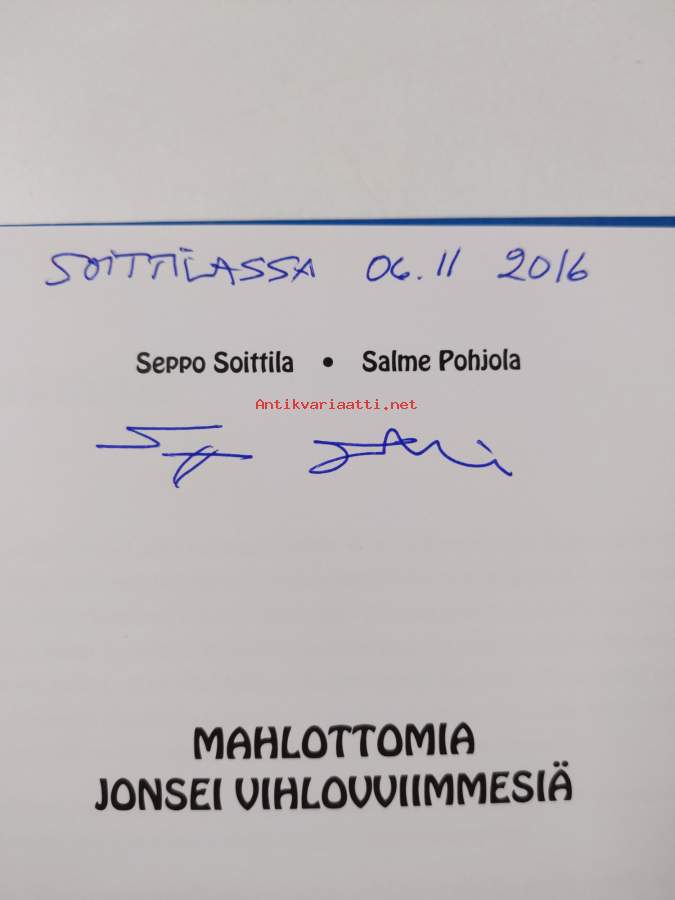 SOITTILASSA 06.11 2016
Seppo Soittila • Salme Pohjola
Antikvariaatti.net
MAHLOTTOMIA
JONSEI VIHLOVVIIMMESIÄ